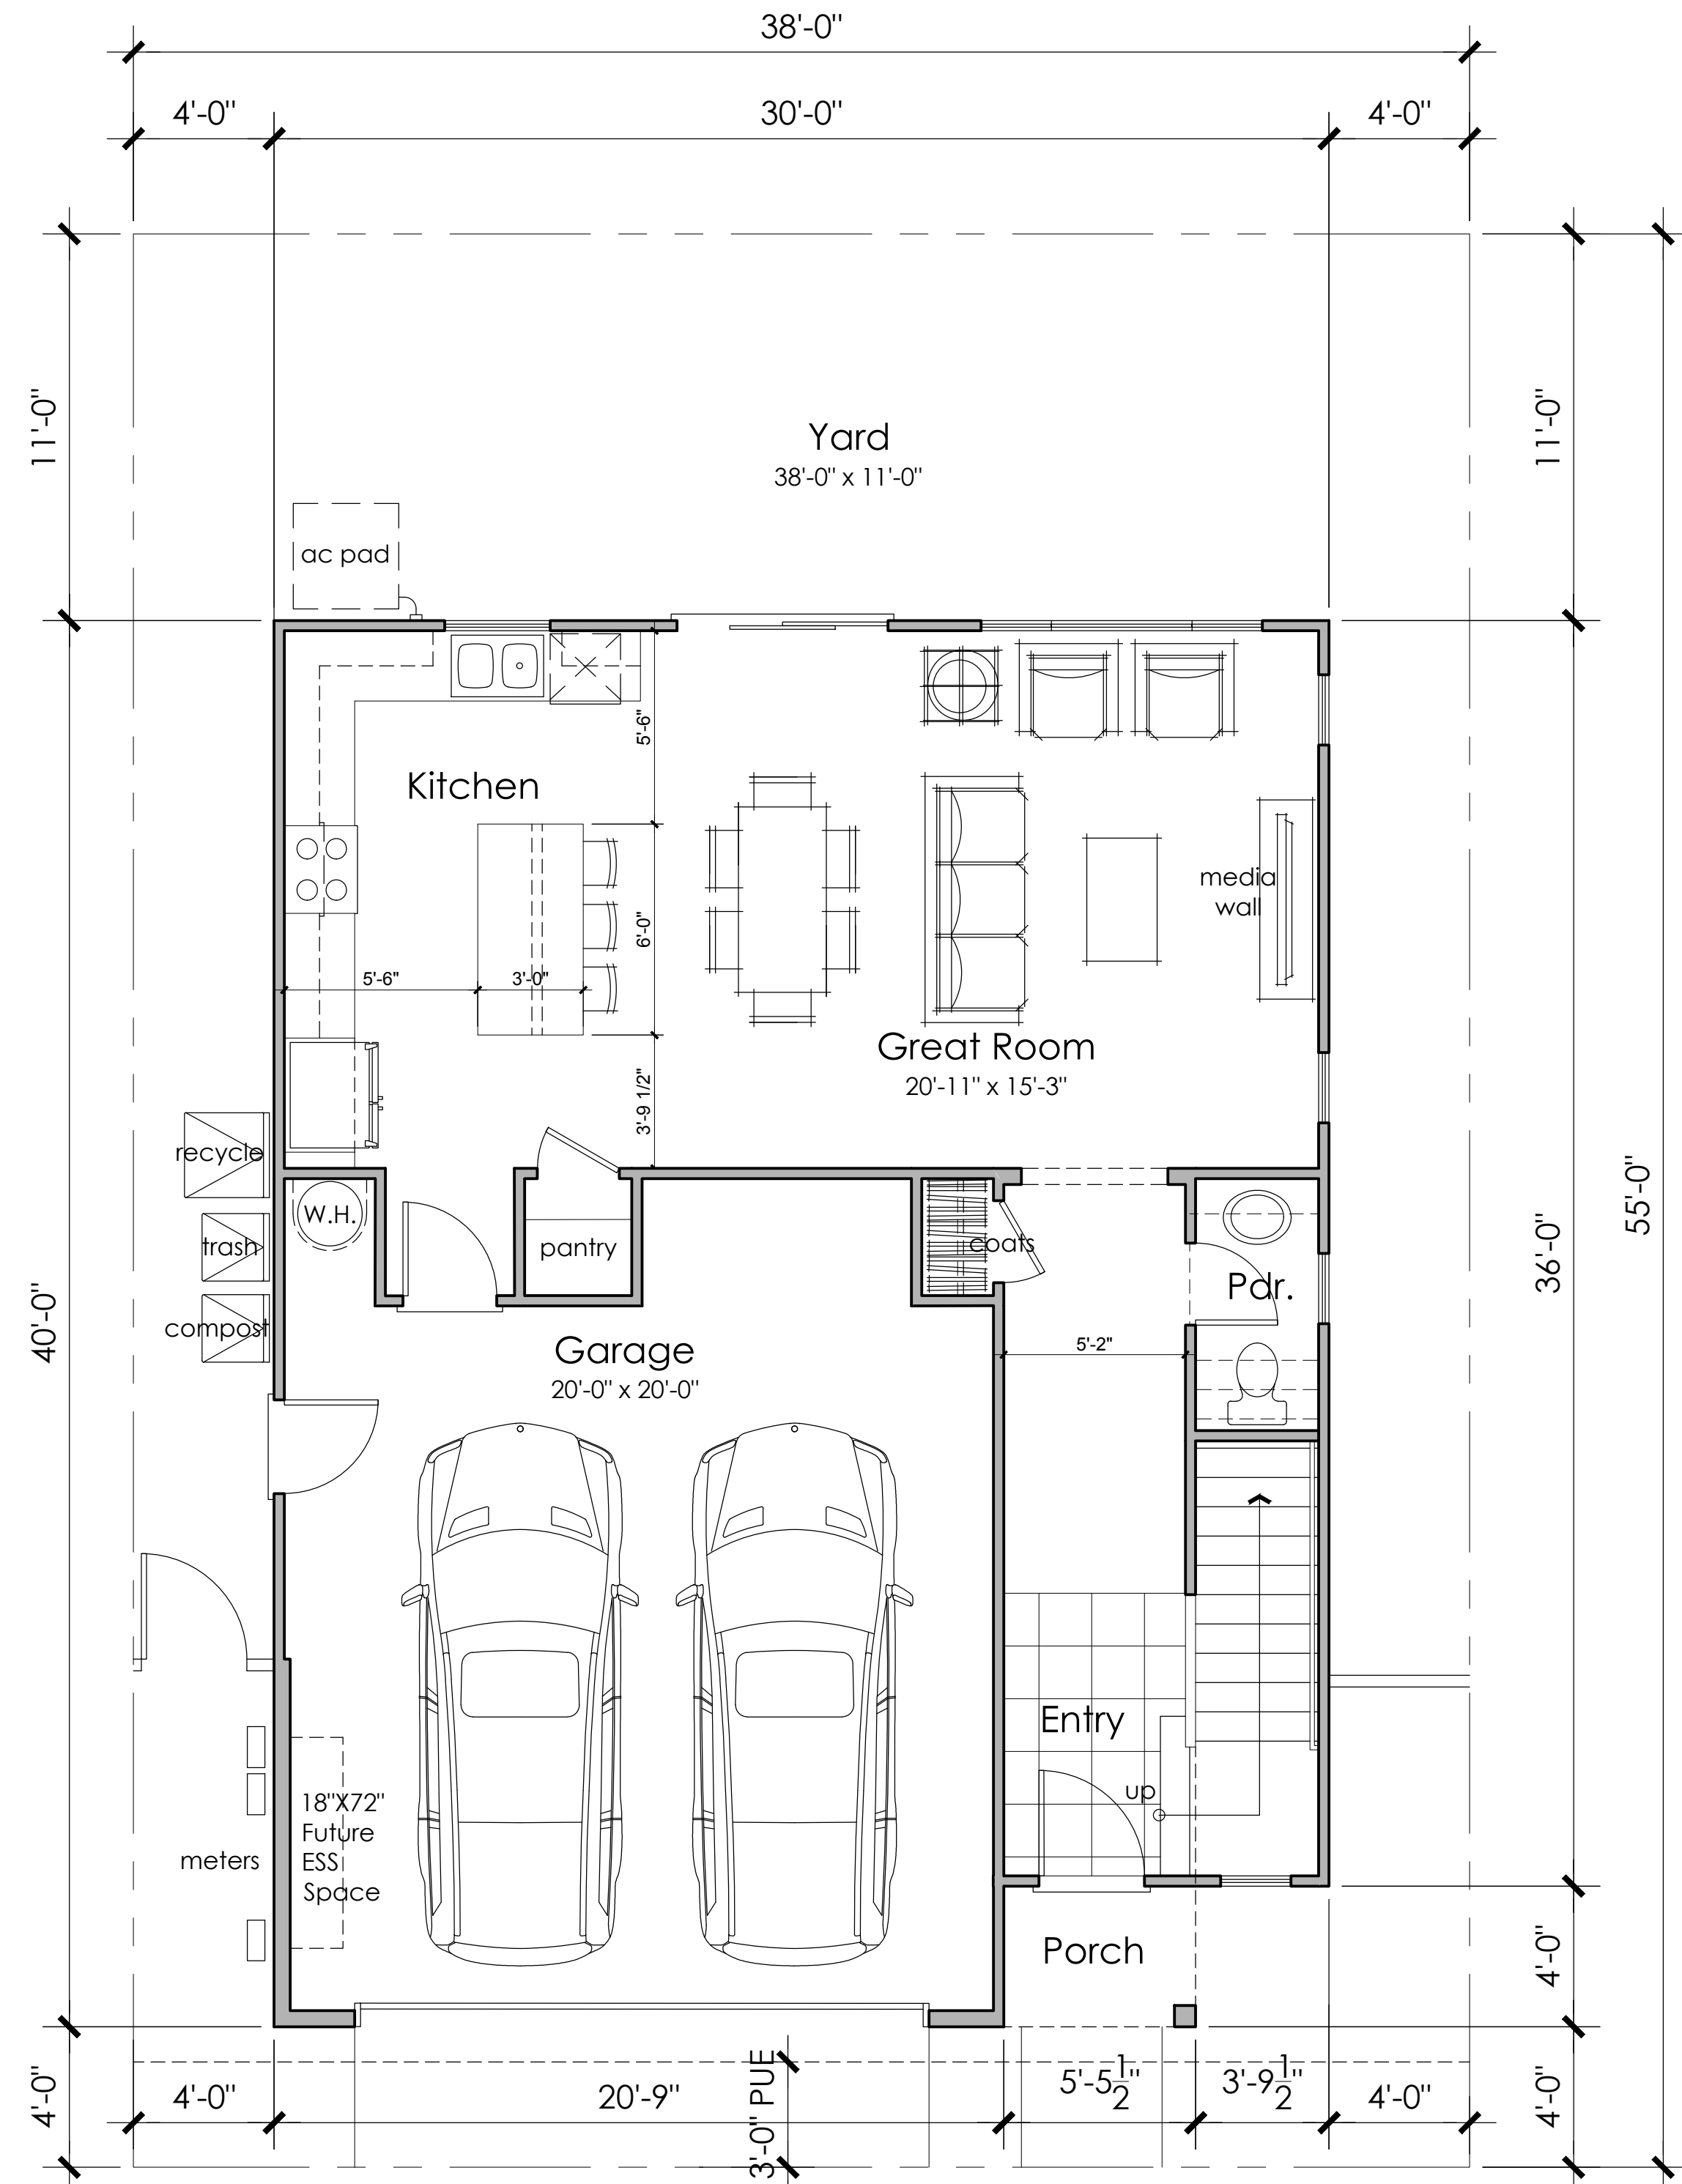 38'-0"
4'-0"
30'-0"
4'-0"
11'-0"
11'-0"
Yard
38'-0" x 11'-0"
ac pad
5'-6"
Kitchen
media
wall
6'-0"
5'-6"
3'-0"
Great Room
20'-11" x 15'-3"
3'-9 1/2"
recycle
W.H.
trash
pantry
coats
compost
Pdr.
40'-0"
36'-0"
55'-0"
Garage
20'-0" x 20'-0"
5'-2"
Entry
up
18"X72"
Future
ESS
Space
meters
Porch
4'-0"
3'-0" PUE
4'-0"
4'-0"
20'-9"
5'-5 1/2"
3'-9 1/2"
4'-0"
4'-0"